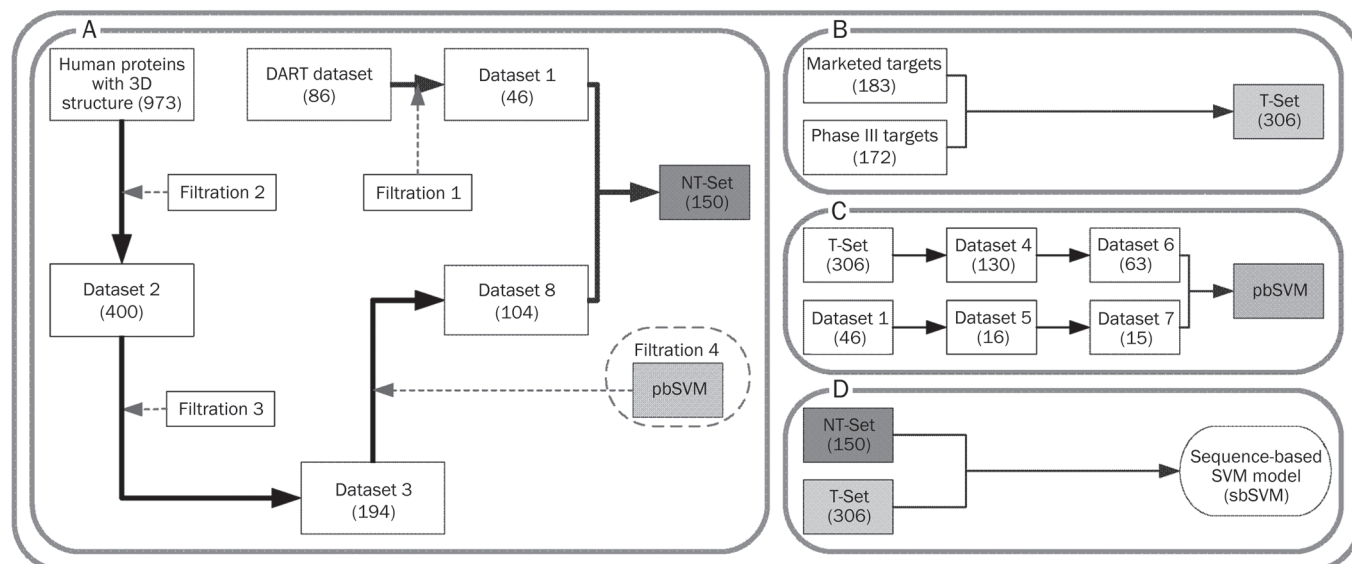 A
Human proteins
with 3D
structure (973)
DART dataset
(86)
Dataset 1
(46)
Filtration 2
Filtration 1
NT-Set
(150)
Dataset 2
(400)
Dataset 8
(104)
Filtration 4
pbSVM
Filtration 3
Dataset 3
(194)
B
Marketed targets
(183)
Phase III targets
(172)
T-Set
(306)
C
T-Set
(306)
Dataset 4
(130)
Dataset 6
(63)
pbSVM
Dataset 1
(46)
Dataset 5
(16)
Dataset 7
(15)
D
NT-Set
(150)
T-Set
(306)
Sequence-based
SVM model
(sbSVM)